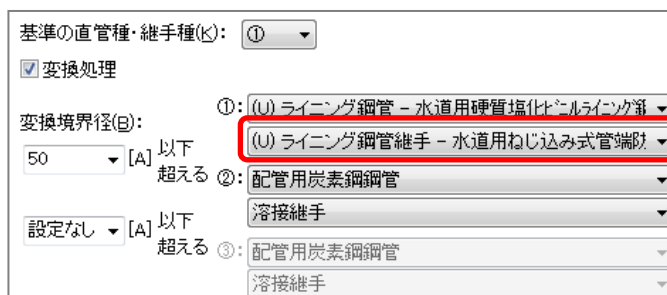 基準の直管種・継手種(K): ①
変換処理
①: (U) ライニング鋼管 - 水道用硬質塩化ビニルライニング鋼
変換境界径(B):
(U) ライニング鋼管継手 - 水道用ねじ込み式管端防
50 [A] 以下
超える ②: 配管用炭素鋼鋼管
溶接継手
設定なし [A] 以下
超える ③: 配管用炭素鋼鋼管
溶接継手